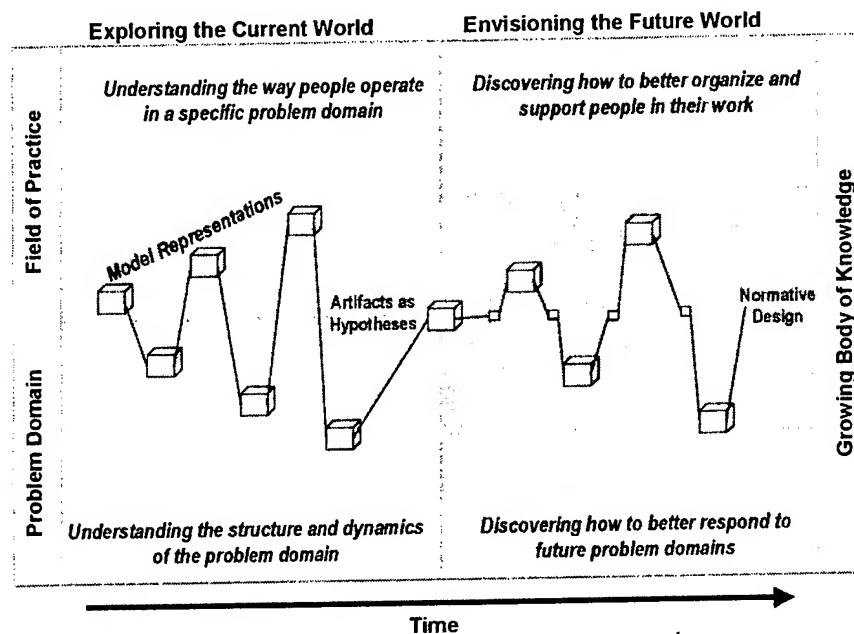 Exploring the Current World
Envisioning the Future World
Understanding the way people operate
in a specific problem domain
Discovering how to better organize and
support people in their work
Field of Practice
Model Representations
Artifacts as
Hypotheses
Normative
Design
Growing Body of Knowledge
Problem Domain
Understanding the structure and dynamics
of the problem domain
Discovering how to better respond to
future problem domains
Time